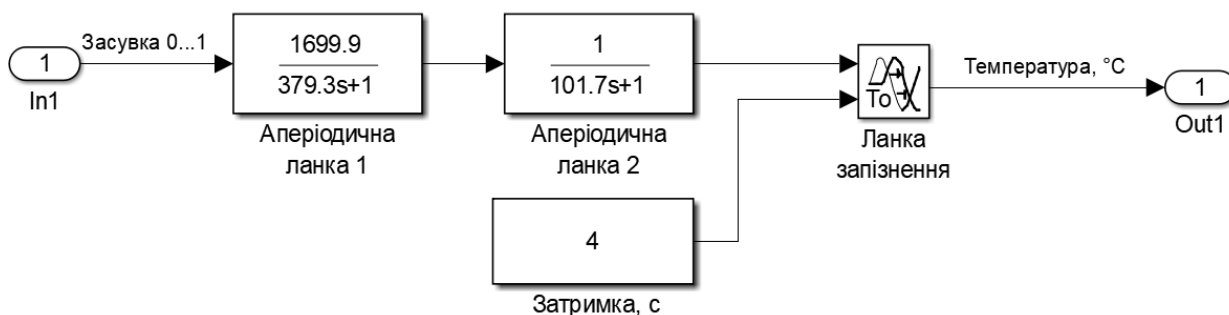 Засувка 0...1
1
In1
1699.9
379.3s+1
Аперіодична
ланка 1
1
101.7s+1
Аперіодична
ланка 2
4
Затримка, с
To
Ланка
запізнення
Температура, °C
1
Out1